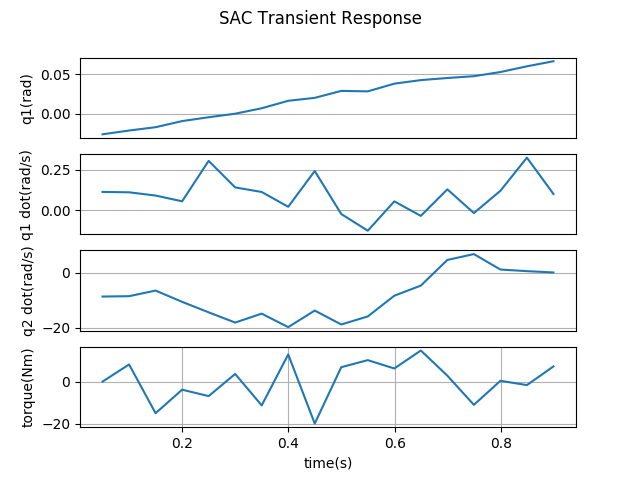 SAC Transient Response
q1(rad)
0.05
0.00
q1 dot(rad/s)
0.25
0.00
q2 dot(rad/s)
0
−20
torque(Nm)
0
−20
0.2 0.4 0.6 0.8
time(s)